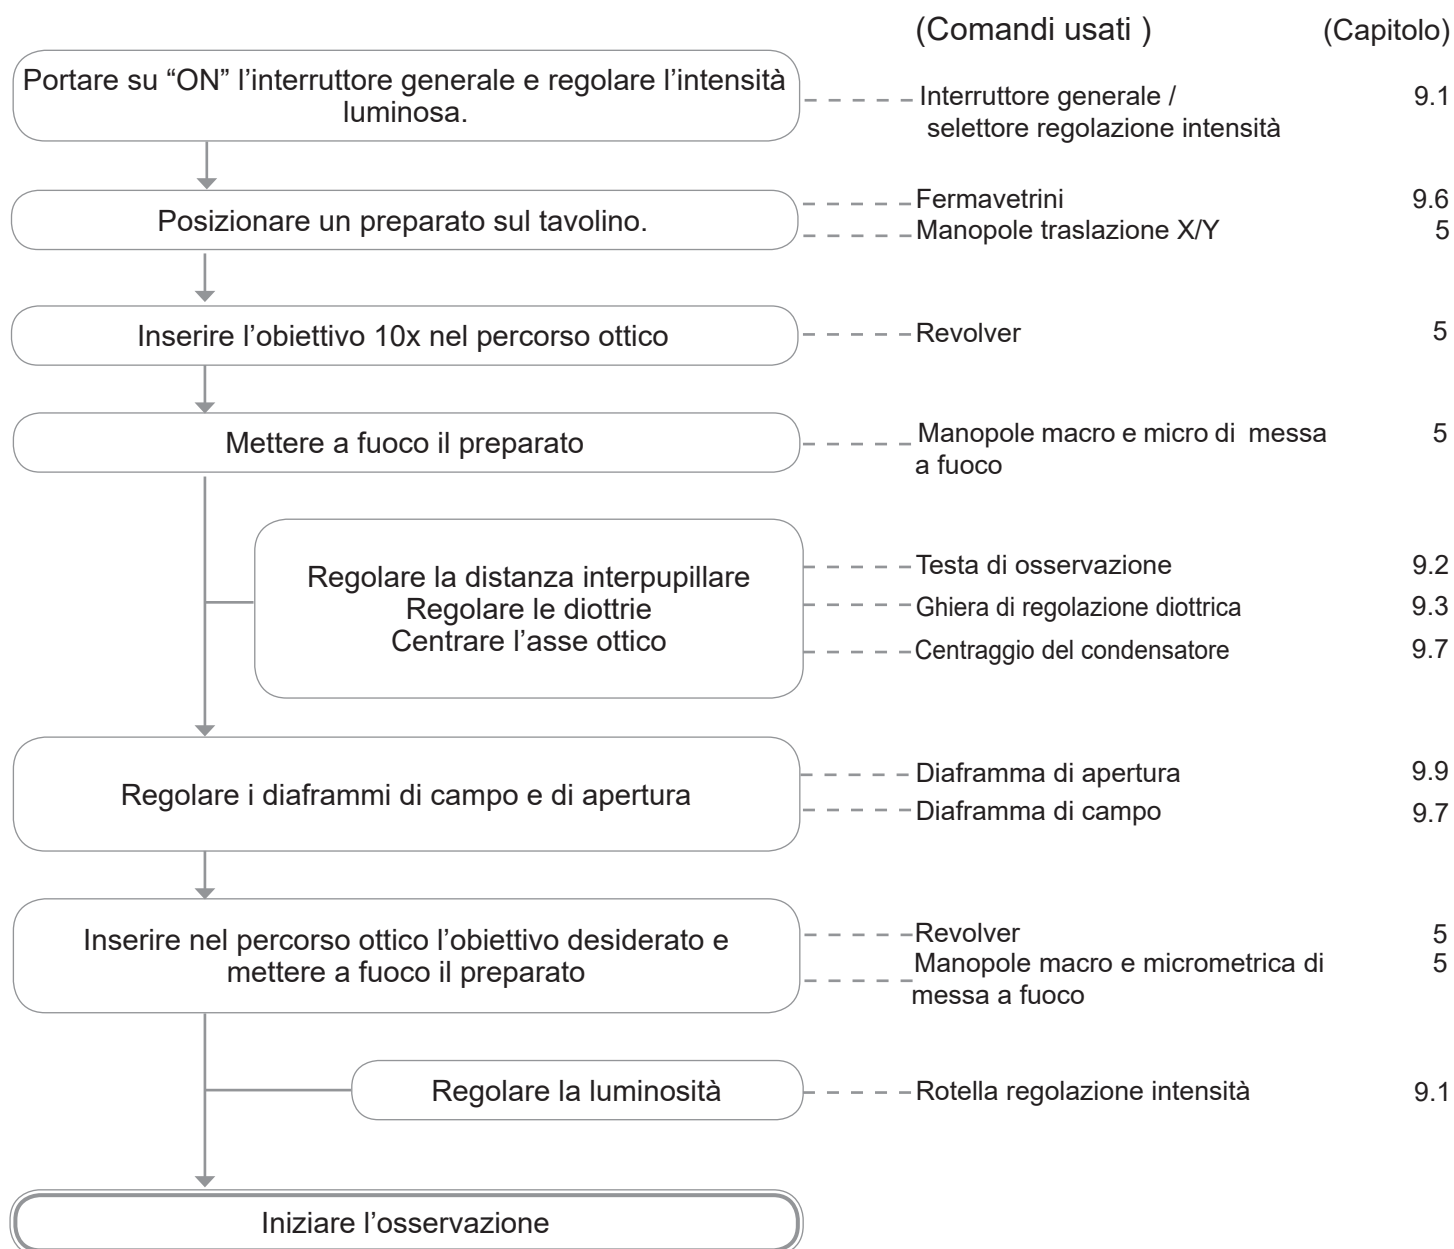 (Comandi usati ) (Capitolo)
Portare su “ON” l’interruttore generale e regolare l’intensità
luminosa.
Interruttore generale / 9.1
selettore regolazione intensità
Posizionare un preparato sul tavolino.
Fermavetrini 9.6
Manopole traslazione X/Y 5
Inserire l’obiettivo 10x nel percorso ottico
Revolver 5
Mettere a fuoco il preparato
Manopole macro e micro di messa 5
a fuoco
Regolare la distanza interpupillare
Regolare le diottrie
Centrare l’asse ottico
Testa di osservazione 9.2
Ghiera di regolazione diottrica 9.3
Centraggio del condensatore 9.7
Regolare i diaframmi di campo e di apertura
Diaframma di apertura 9.9
Diaframma di campo 9.7
Inserire nel percorso ottico l’obiettivo desiderato e
mettere a fuoco il preparato
Revolver 5
Manopole macro e micrometrica di 5
messa a fuoco
Regolare la luminosità
Rotella regolazione intensità 9.1
Iniziare l’osservazione